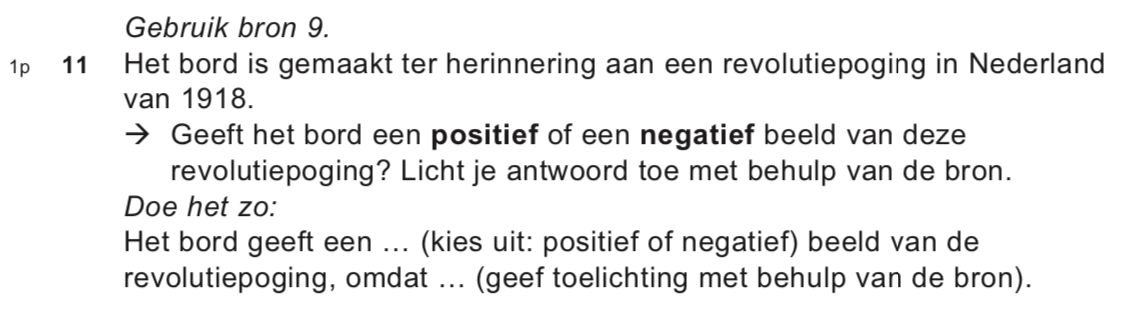 Gebruik bron 9.
1p 11 Het bord is gemaakt ter herinnering aan een revolutiepoging in Nederland
van 1918.
→ Geeft het bord een positief of een negatief beeld van deze
revolutiepoging? Licht je antwoord toe met behulp van de bron.
Doe het zo:
Het bord geeft een … (kies uit: positief of negatief) beeld van de
revolutiepoging, omdat … (geef toelichting met behulp van de bron).